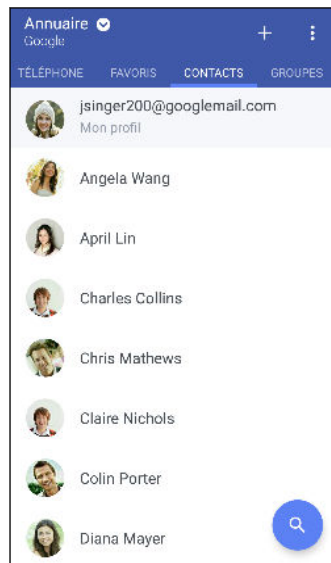 Annuaire
Google
TÉLÉPHONE FAVORIS CONTACTS GROUPES
jsinger200@googlemail.com
Mon profil
Angela Wang
April Lin
Charles Collins
Chris Mathews
Claire Nichols
Colin Porter
Diana Mayer